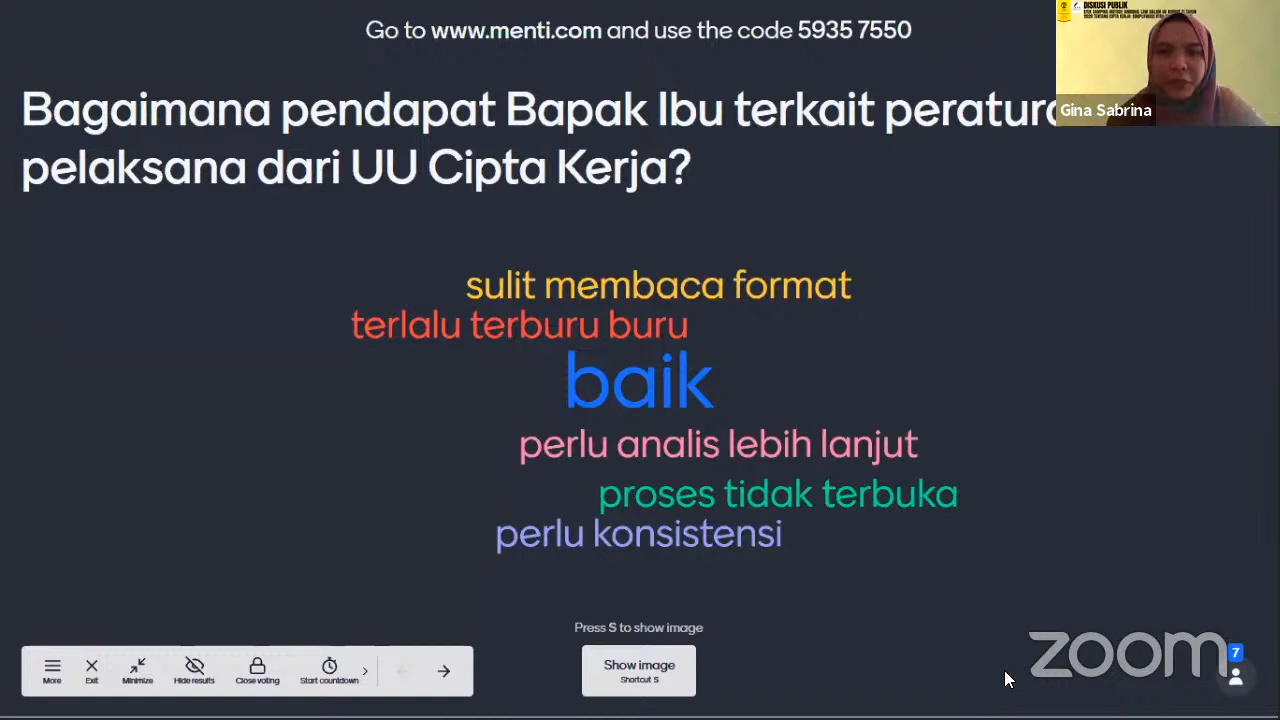 Go to www.menti.com and use the code 5935 7550
DISKUSI PUBLIK
Gina Sabrina
Bagaimana pendapat Bapak Ibu terkait peratura
pelaksana dari UU Cipta Kerja?
sulit membaca format
terlalu terburu buru
baik
perlu analis lebih lanjut
proses tidak terbuka
perlu konsistensi
Press S to show image
Show image
Shortcut S
More
Exit
Minimize
Hide results
Close voting
Start countdown
zoom
7